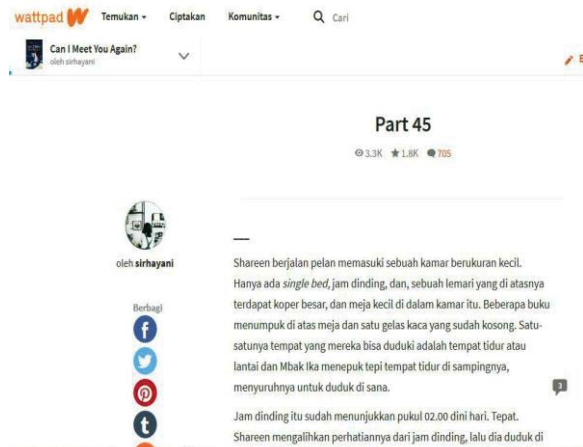 wattpad Temukan Ciptakan Komunitas Cari
Can I Meet You Again?
oleh sirhayani
Part 45
3.3K 1.8K 705
oleh sirhayani
Berbagi
Shareen berjalan pelan memasuki sebuah kamar berukuran kecil.
Hanya ada single bed, jam dinding, dan, sebuah lemari yang di atasnya
terdapat koper besar, dan meja kecil di dalam kamar itu. Beberapa buku
menumpuk di atas meja dan satu gelas kaca yang sudah kosong. Satu-
satunya tempat yang mereka bisa duduki adalah tempat tidur atau
lantai dan Mbak Ika menepuk tepi tempat tidur di sampingnya,
menyuruhnya untuk duduk di sana.
3
Jam dinding itu sudah menunjukkan pukul 02.00 dini hari. Tepat.
Shareen mengalihkan perhatiannya dari jam dinding, lalu dia duduk di